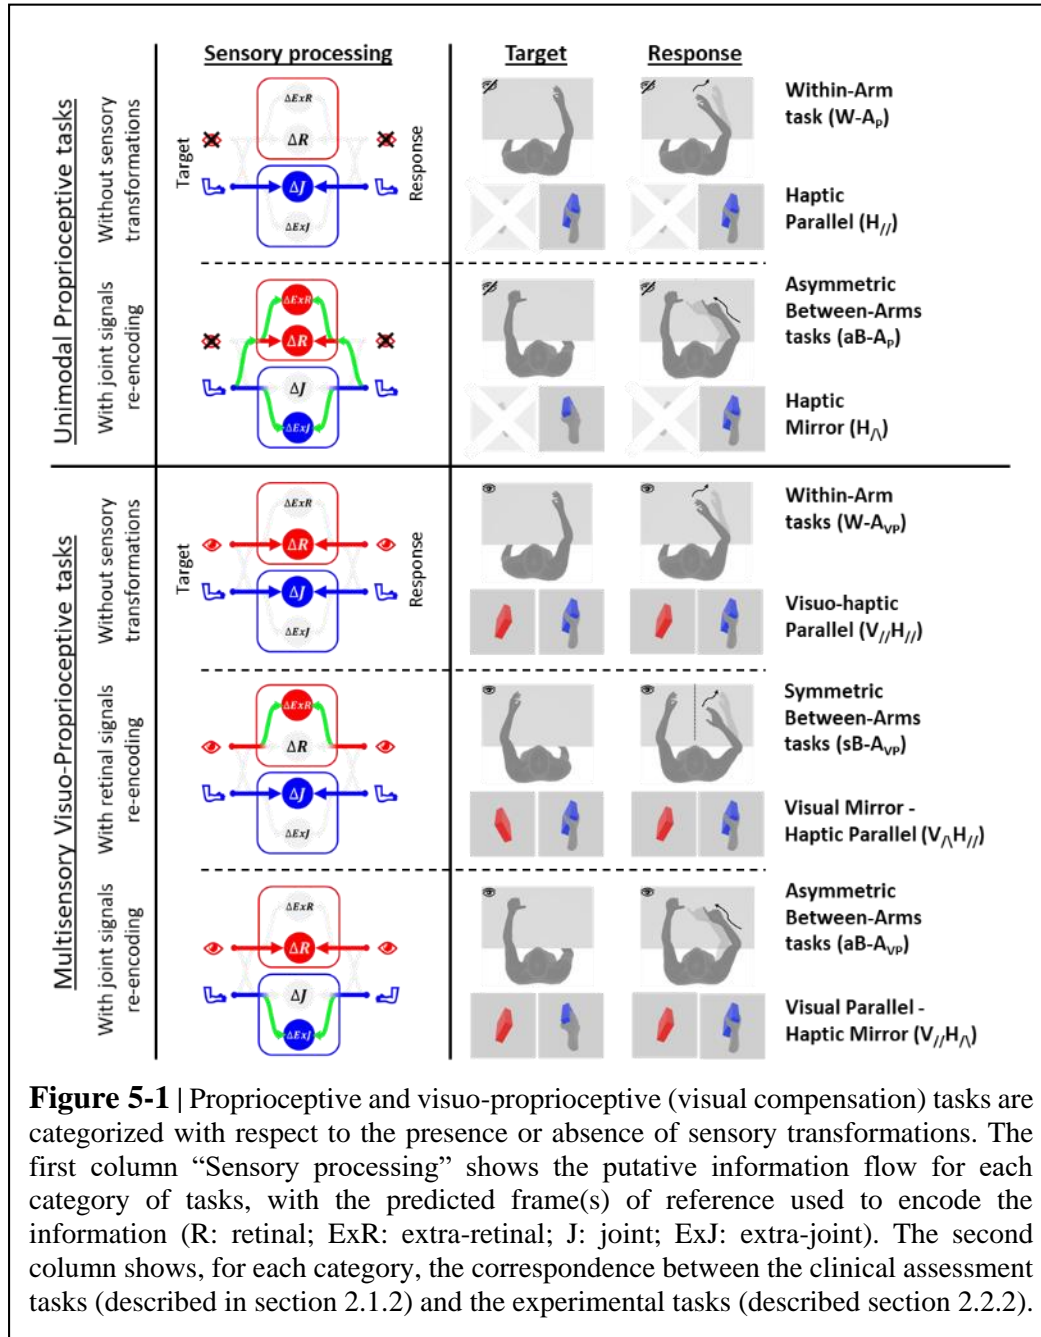 Sensory processing Target Response
Unimodal Proprioceptive tasks
Without sensory
transformations
Target
ΔExR
ΔR
ΔJ
ΔExJ
Response
Within-Arm
task (W-Aₚ)
Haptic
Parallel (H//)
With joint signals
re-encoding
ΔExR
ΔR
ΔJ
ΔExJ
Asymmetric
Between-Arms
tasks (aB-Aₚ)
Haptic
Mirror (H/\)
Multisensory Visuo-Proprioceptive tasks
Without sensory
transformations
Target
ΔExR
ΔR
ΔJ
ΔExJ
Response
Within-Arm
tasks (W-AVP)
Visuo-haptic
Parallel (V//H//)
With retinal signals
re-encoding
ΔExR
ΔR
ΔJ
ΔExJ
Symmetric
Between-Arms
tasks (sB-AVP)
Visual Mirror -
Haptic Parallel (V/\H//)
With joint signals
re-encoding
ΔExR
ΔR
ΔJ
ΔExJ
Asymmetric
Between-Arms
tasks (aB-AVP)
Visual Parallel -
Haptic Mirror (V//H/\)
Figure 5-1 | Proprioceptive and visuo-proprioceptive (visual compensation) tasks are
categorized with respect to the presence or absence of sensory transformations. The
first column “Sensory processing” shows the putative information flow for each
category of tasks, with the predicted frame(s) of reference used to encode the
information (R: retinal; ExR: extra-retinal; J: joint; ExJ: extra-joint). The second
column shows, for each category, the correspondence between the clinical assessment
tasks (described in section 2.1.2) and the experimental tasks (described section 2.2.2).